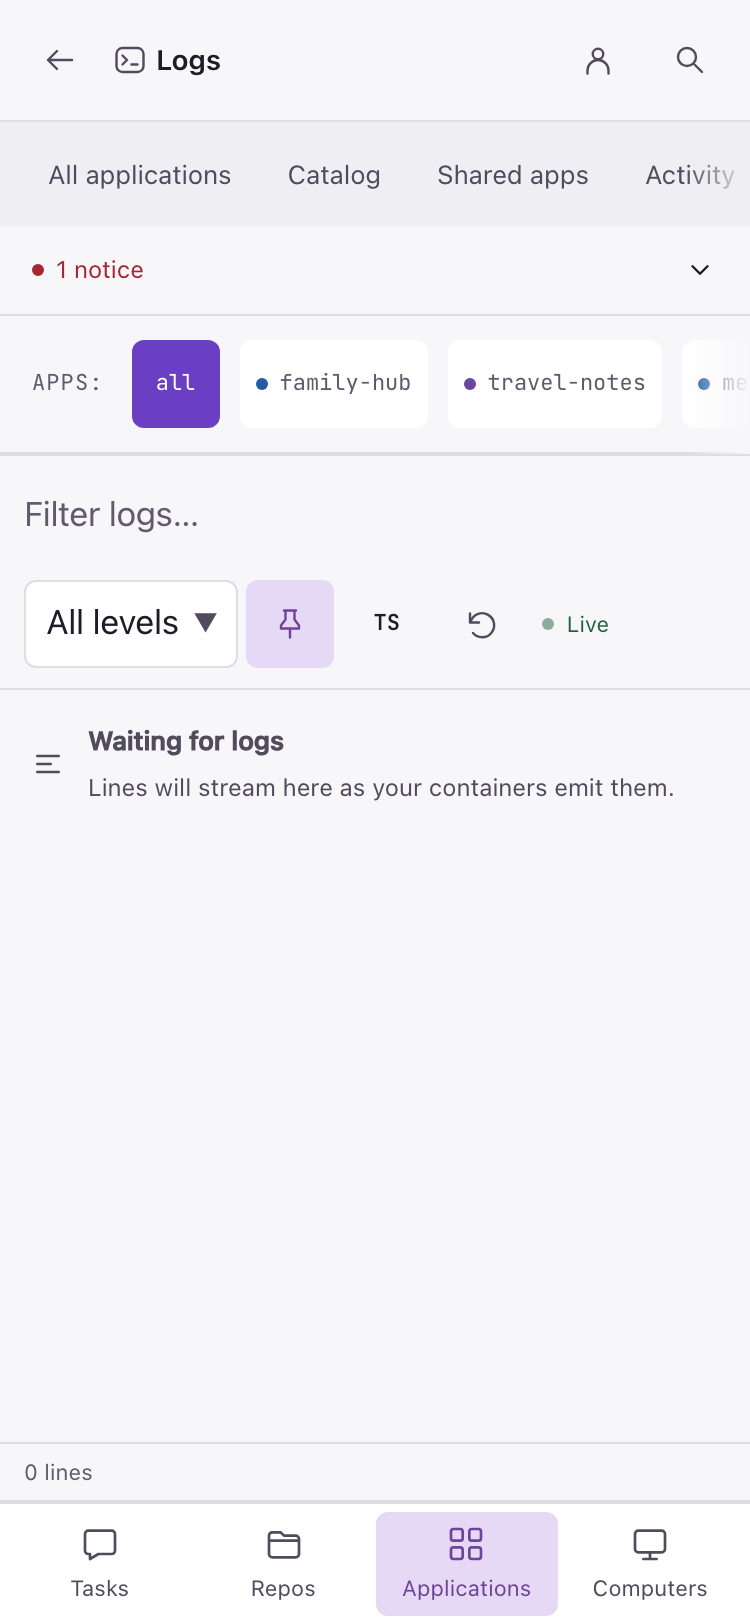 Logs
All applications Catalog Shared apps Activity
1 notice
APPS: all family-hub travel-notes
Filter logs...
All levels ▼ TS Live
Waiting for logs
Lines will stream here as your containers emit them.
0 lines
Tasks Repos Applications Computers